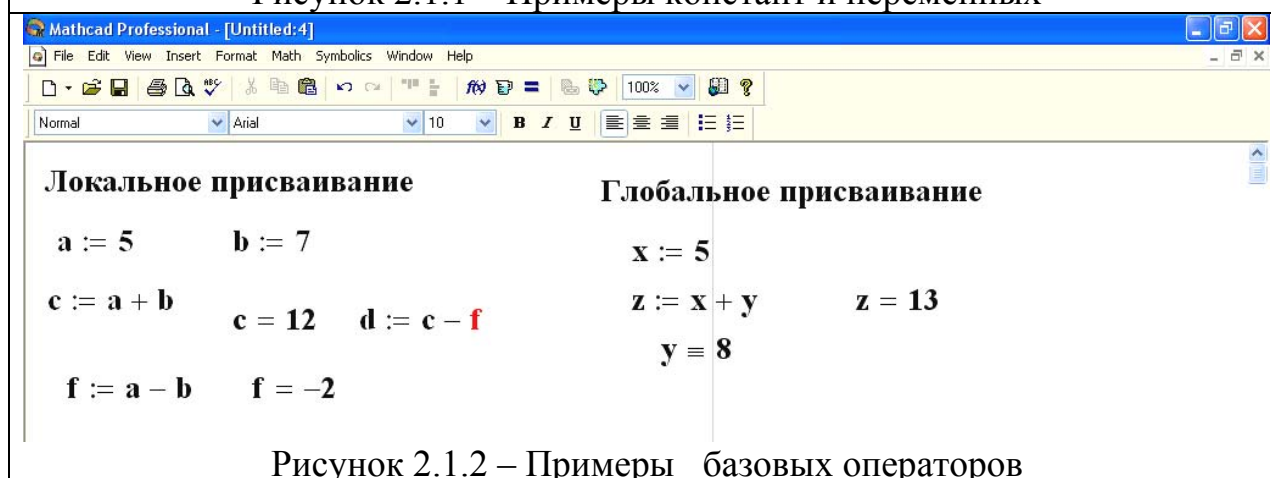 Рисунок 2.1.1 – Примеры констант и переменных
Mathcad Professional - [Untitled:4]
File Edit View Insert Format Math Symbolics Window Help
100%
Normal Arial 10 B I U
Локальное присваивание
Глобальное присваивание
a := 5 b := 7
x := 5
c := a + b
c = 12 d := c − f
z := x + y z = 13
y ≡ 8
f := a − b f = −2
Рисунок 2.1.2 – Примеры базовых операторов